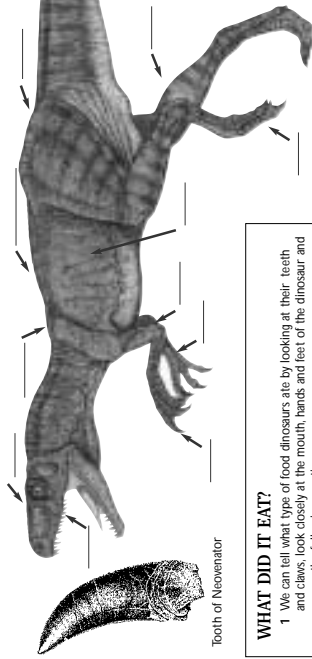 Tooth of Neovenator
WHAT DID IT EAT?
1 We can tell what type of food dinosaurs ate by looking at their teeth
and claws, look closely at the mouth, hands and feet of the dinosaur and